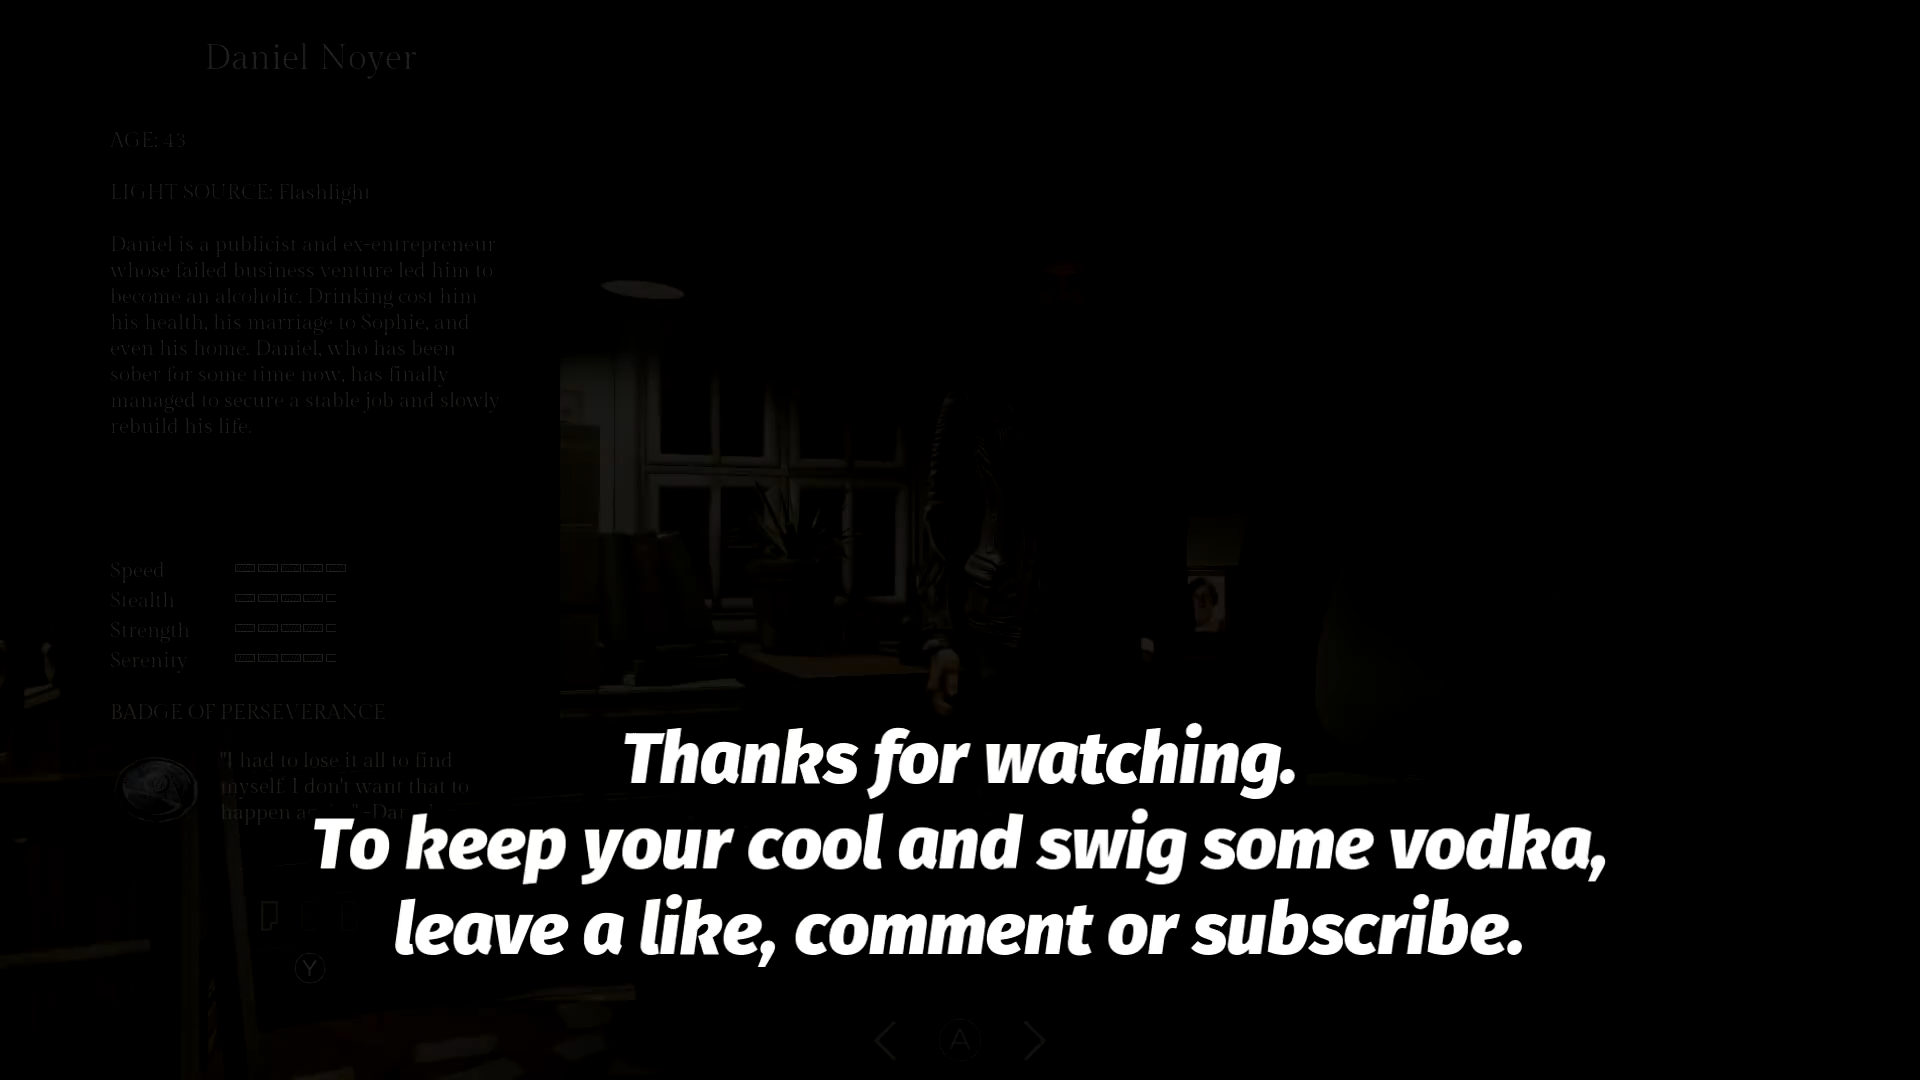 Daniel Noyer
AGE: 43
LIGHT SOURCE: Flashlight
Daniel is a publicist and ex-entrepreneur
whose failed business venture led him to
become an alcoholic. Drinking cost him
his health, his marriage to Sophie, and
even his home. Daniel, who has been
sober for some time now, has finally
managed to secure a stable job and slowly
rebuild his life.
Speed
Stealth
Strength
Serenity
BADGE OF PERSEVERANCE
"I had to lose it all to find
myself. I don't want that to
happen
Thanks for watching.
To keep your cool and swig some vodka,
leave a like, comment or subscribe.
Y
A